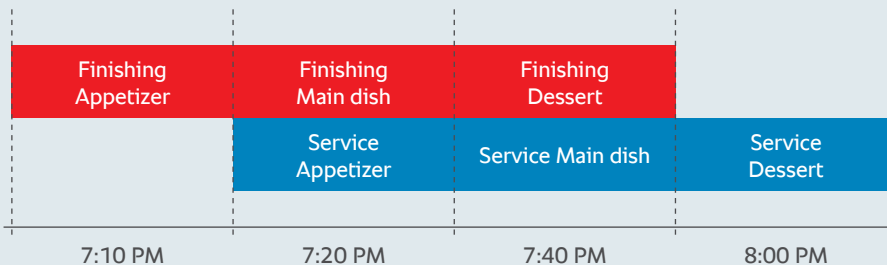 Finishing
Appetizer
Finishing
Main dish
Finishing
Dessert
Service
Appetizer
Service Main dish
Service
Dessert
7:10 PM
7:20 PM
7:40 PM
8:00 PM